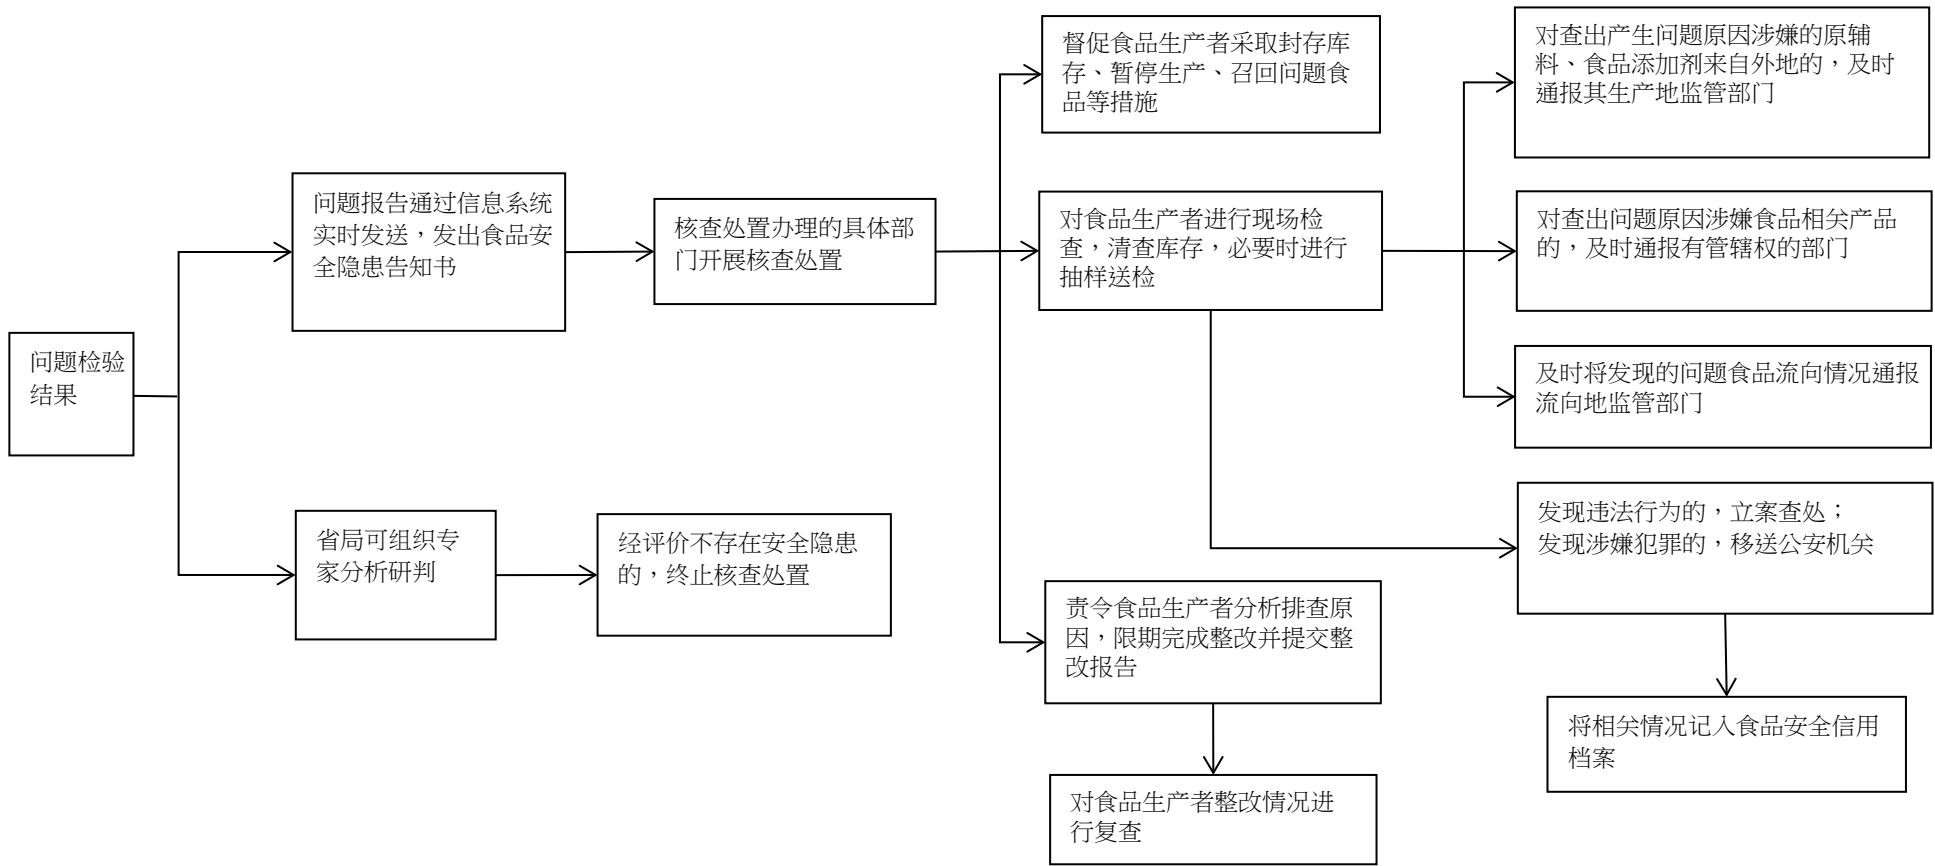 问题检验
结果
问题报告通过信息系统
实时发送，发出食品安
全隐患告知书
省局可组织专
家分析研判
核查处置办理的具体部
门开展核查处置
经评价不存在安全隐患
的，终止核查处置
督促食品生产者采取封存库
存、暂停生产、召回问题食
品等措施
对食品生产者进行现场检
查，清查库存，必要时进行
抽样送检
责令食品生产者分析排查原
因，限期完成整改并提交整
改报告
对食品生产者整改情况进
行复查
对查出产生问题原因涉嫌的原辅
料、食品添加剂来自外地的，及时
通报其生产地监管部门
对查出问题原因涉嫌食品相关产品
的，及时通报有管辖权的部门
及时将发现的问题食品流向情况通报
流向地监管部门
发现违法行为的，立案查处；
发现涉嫌犯罪的，移送公安机关
将相关情况记入食品安全信用
档案